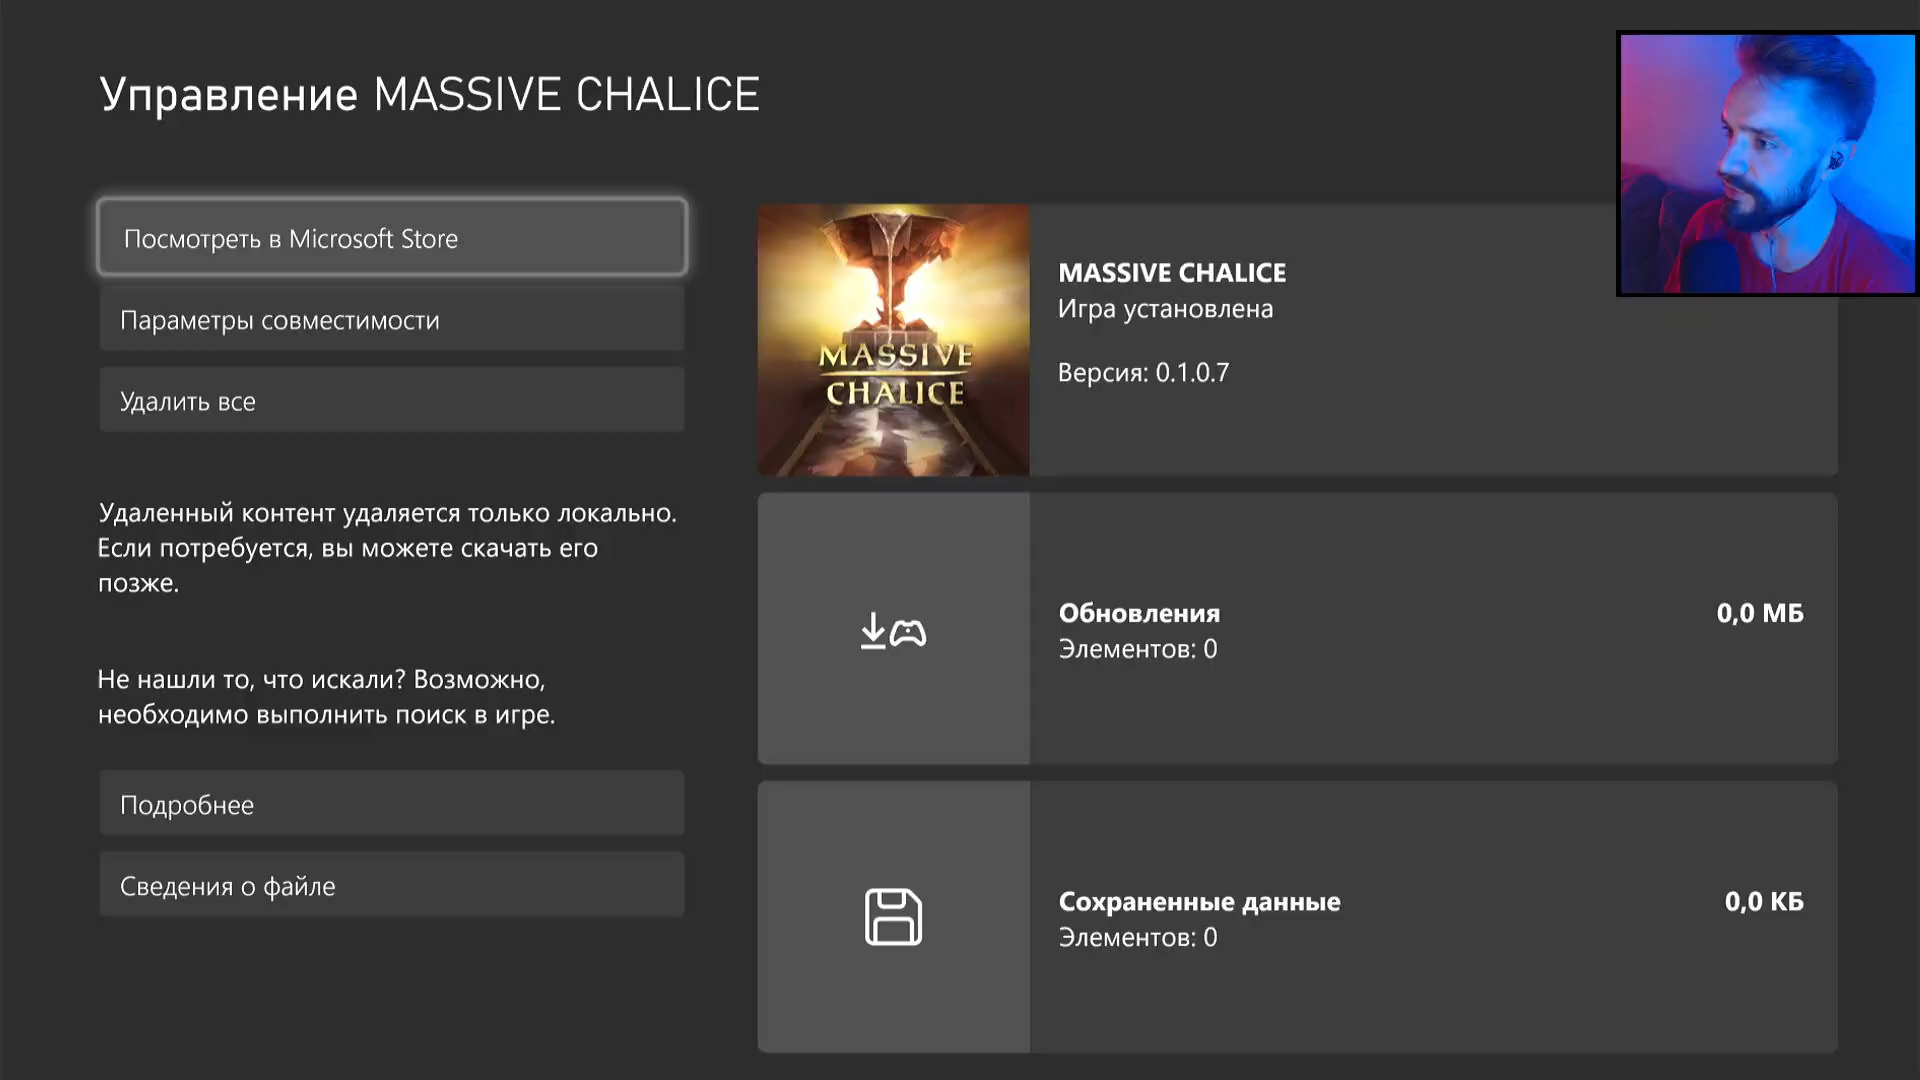 Управление MASSIVE CHALICE
Посмотреть в Microsoft Store
Параметры совместимости
Удалить все
Удаленный контент удаляется только локально.
Если потребуется, вы можете скачать его
позже.
Не нашли то, что искали? Возможно,
необходимо выполнить поиск в игре.
Подробнее
Сведения о файле
MASSIVE
CHALICE
MASSIVE CHALICE
Игра установлена
Версия: 0.1.0.7
Обновления 0,0 МБ
Элементов: 0
Сохраненные данные 0,0 КБ
Элементов: 0